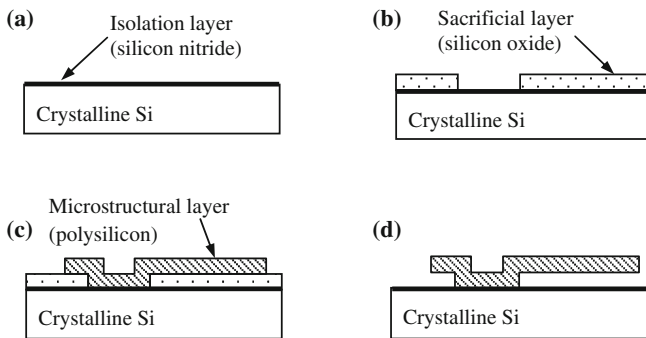 (a)
Isolation layer
(silicon nitride)
Crystalline Si
(b)
Sacrificial layer
(silicon oxide)
Crystalline Si
(c)
Microstructural layer
(polysilicon)
Crystalline Si
(d)
Crystalline Si